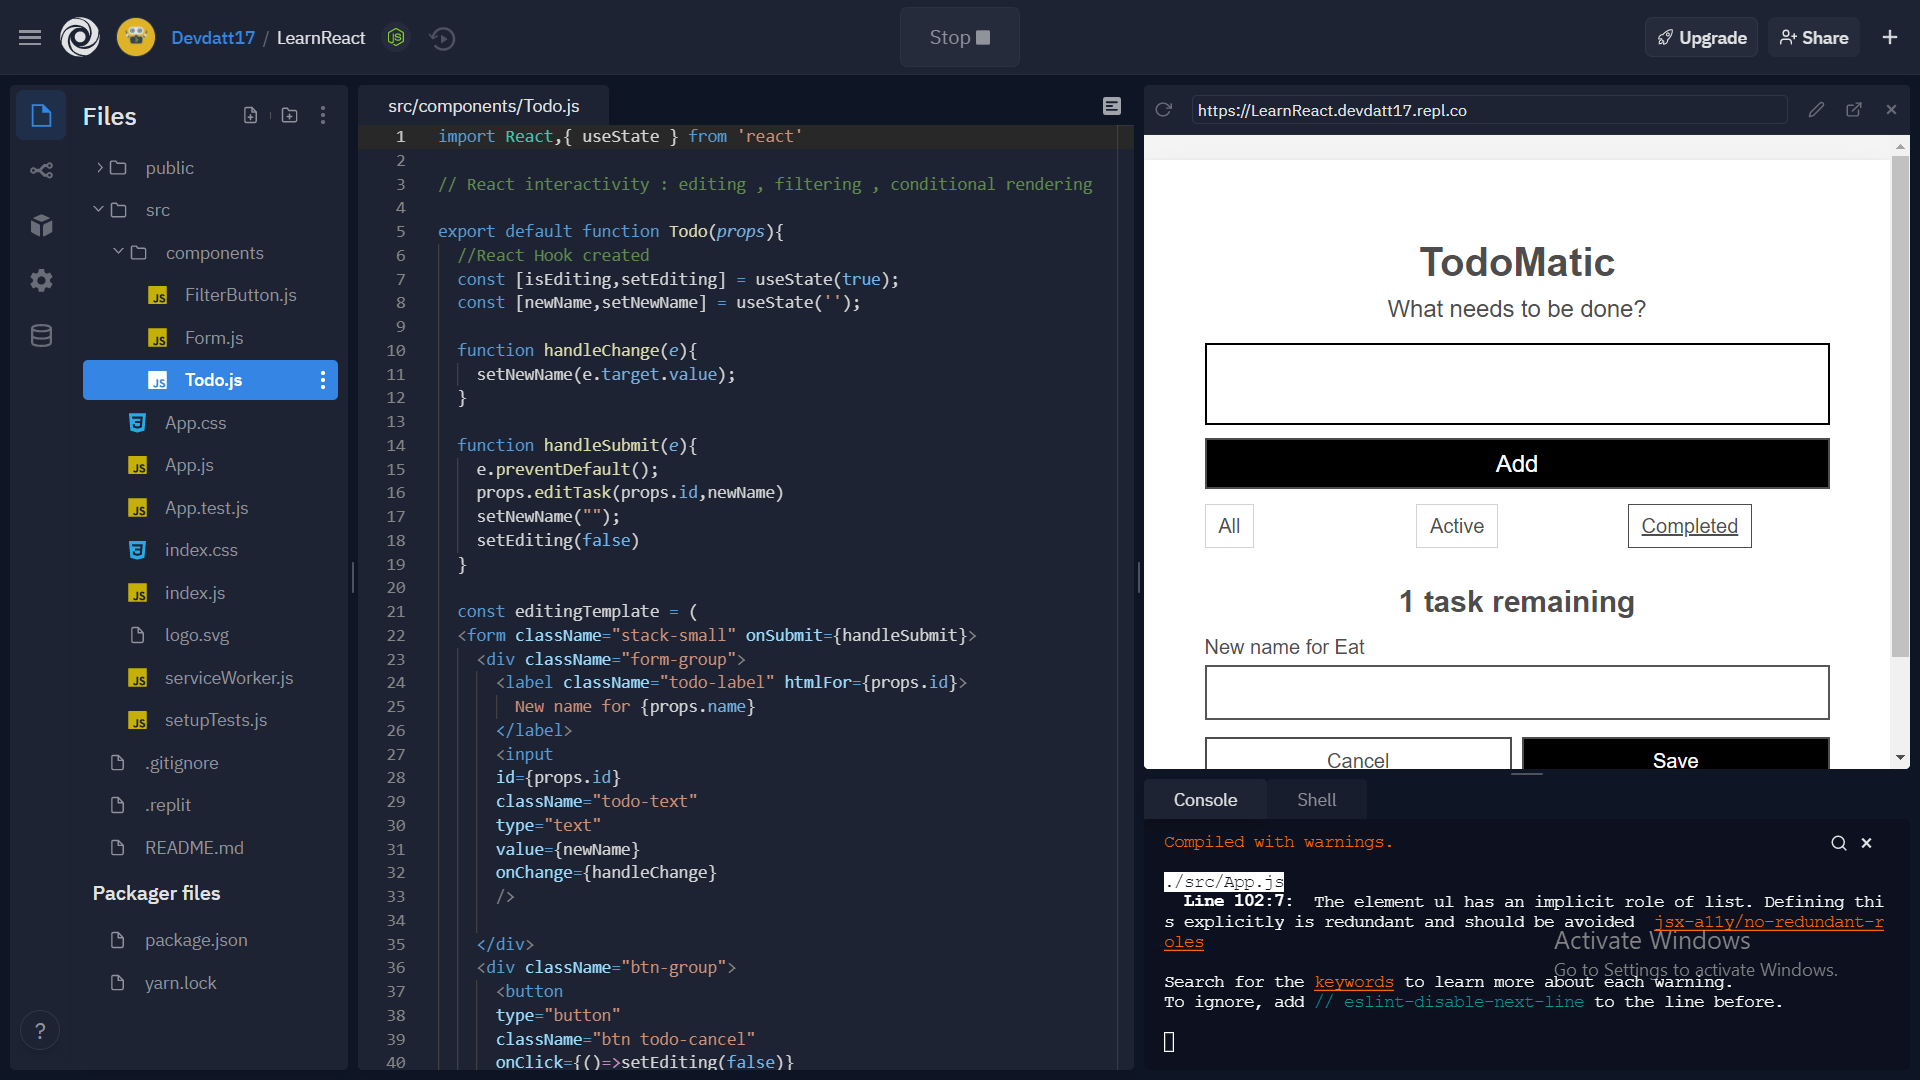 Devdatt17 / LearnReact
Stop
Upgrade
Share
Files
public
src
components
FilterButton.js
Form.js
Todo.js
App.css
App.js
App.test.js
index.css
index.js
logo.svg
serviceWorker.js
setupTests.js
.gitignore
.replit
README.md
Packager files
package.json
yarn.lock
?
src/components/Todo.js
1 import React,{ useState } from 'react'
2
3 // React interactivity : editing , filtering , conditional rendering
4
5 export default function Todo(props){
6 //React Hook created
7 const [isEditing,setEditing] = useState(true);
8 const [newName,setNewName] = useState('');
9
10 function handleChange(e){
11 setNewName(e.target.value);
12 }
13
14 function handleSubmit(e){
15 e.preventDefault();
16 props.editTask(props.id,newName)
17 setNewName("");
18 setEditing(false)
19 }
20
21 const editingTemplate = (
22 <form className="stack-small" onSubmit={handleSubmit}>
23 <div className="form-group">
24 <label className="todo-label" htmlFor={props.id}>
25 New name for {props.name}
26 </label>
27 <input
28 id={props.id}
29 className="todo-text"
30 type="text"
31 value={newName}
32 onChange={handleChange}
33 />
34
35 </div>
36 <div className="btn-group">
37 <button
38 type="button"
39 className="btn todo-cancel"
40 onClick={()=>setEditing(false)}
https://LearnReact.devdatt17.repl.co
TodoMatic
What needs to be done?
Add
All
Active
Completed
1 task remaining
New name for Eat
Cancel
Save
Console
Shell
Compiled with warnings.
./src/App.js
Line 102:7: The element ul has an implicit role of list. Defining thi
s explicitly is redundant and should be avoided jsx-a11y/no-redundant-r
oles
Search for the keywords to learn more about each warning.
To ignore, add // eslint-disable-next-line to the line before.
Activate Windows
Go to Settings to activate Windows.